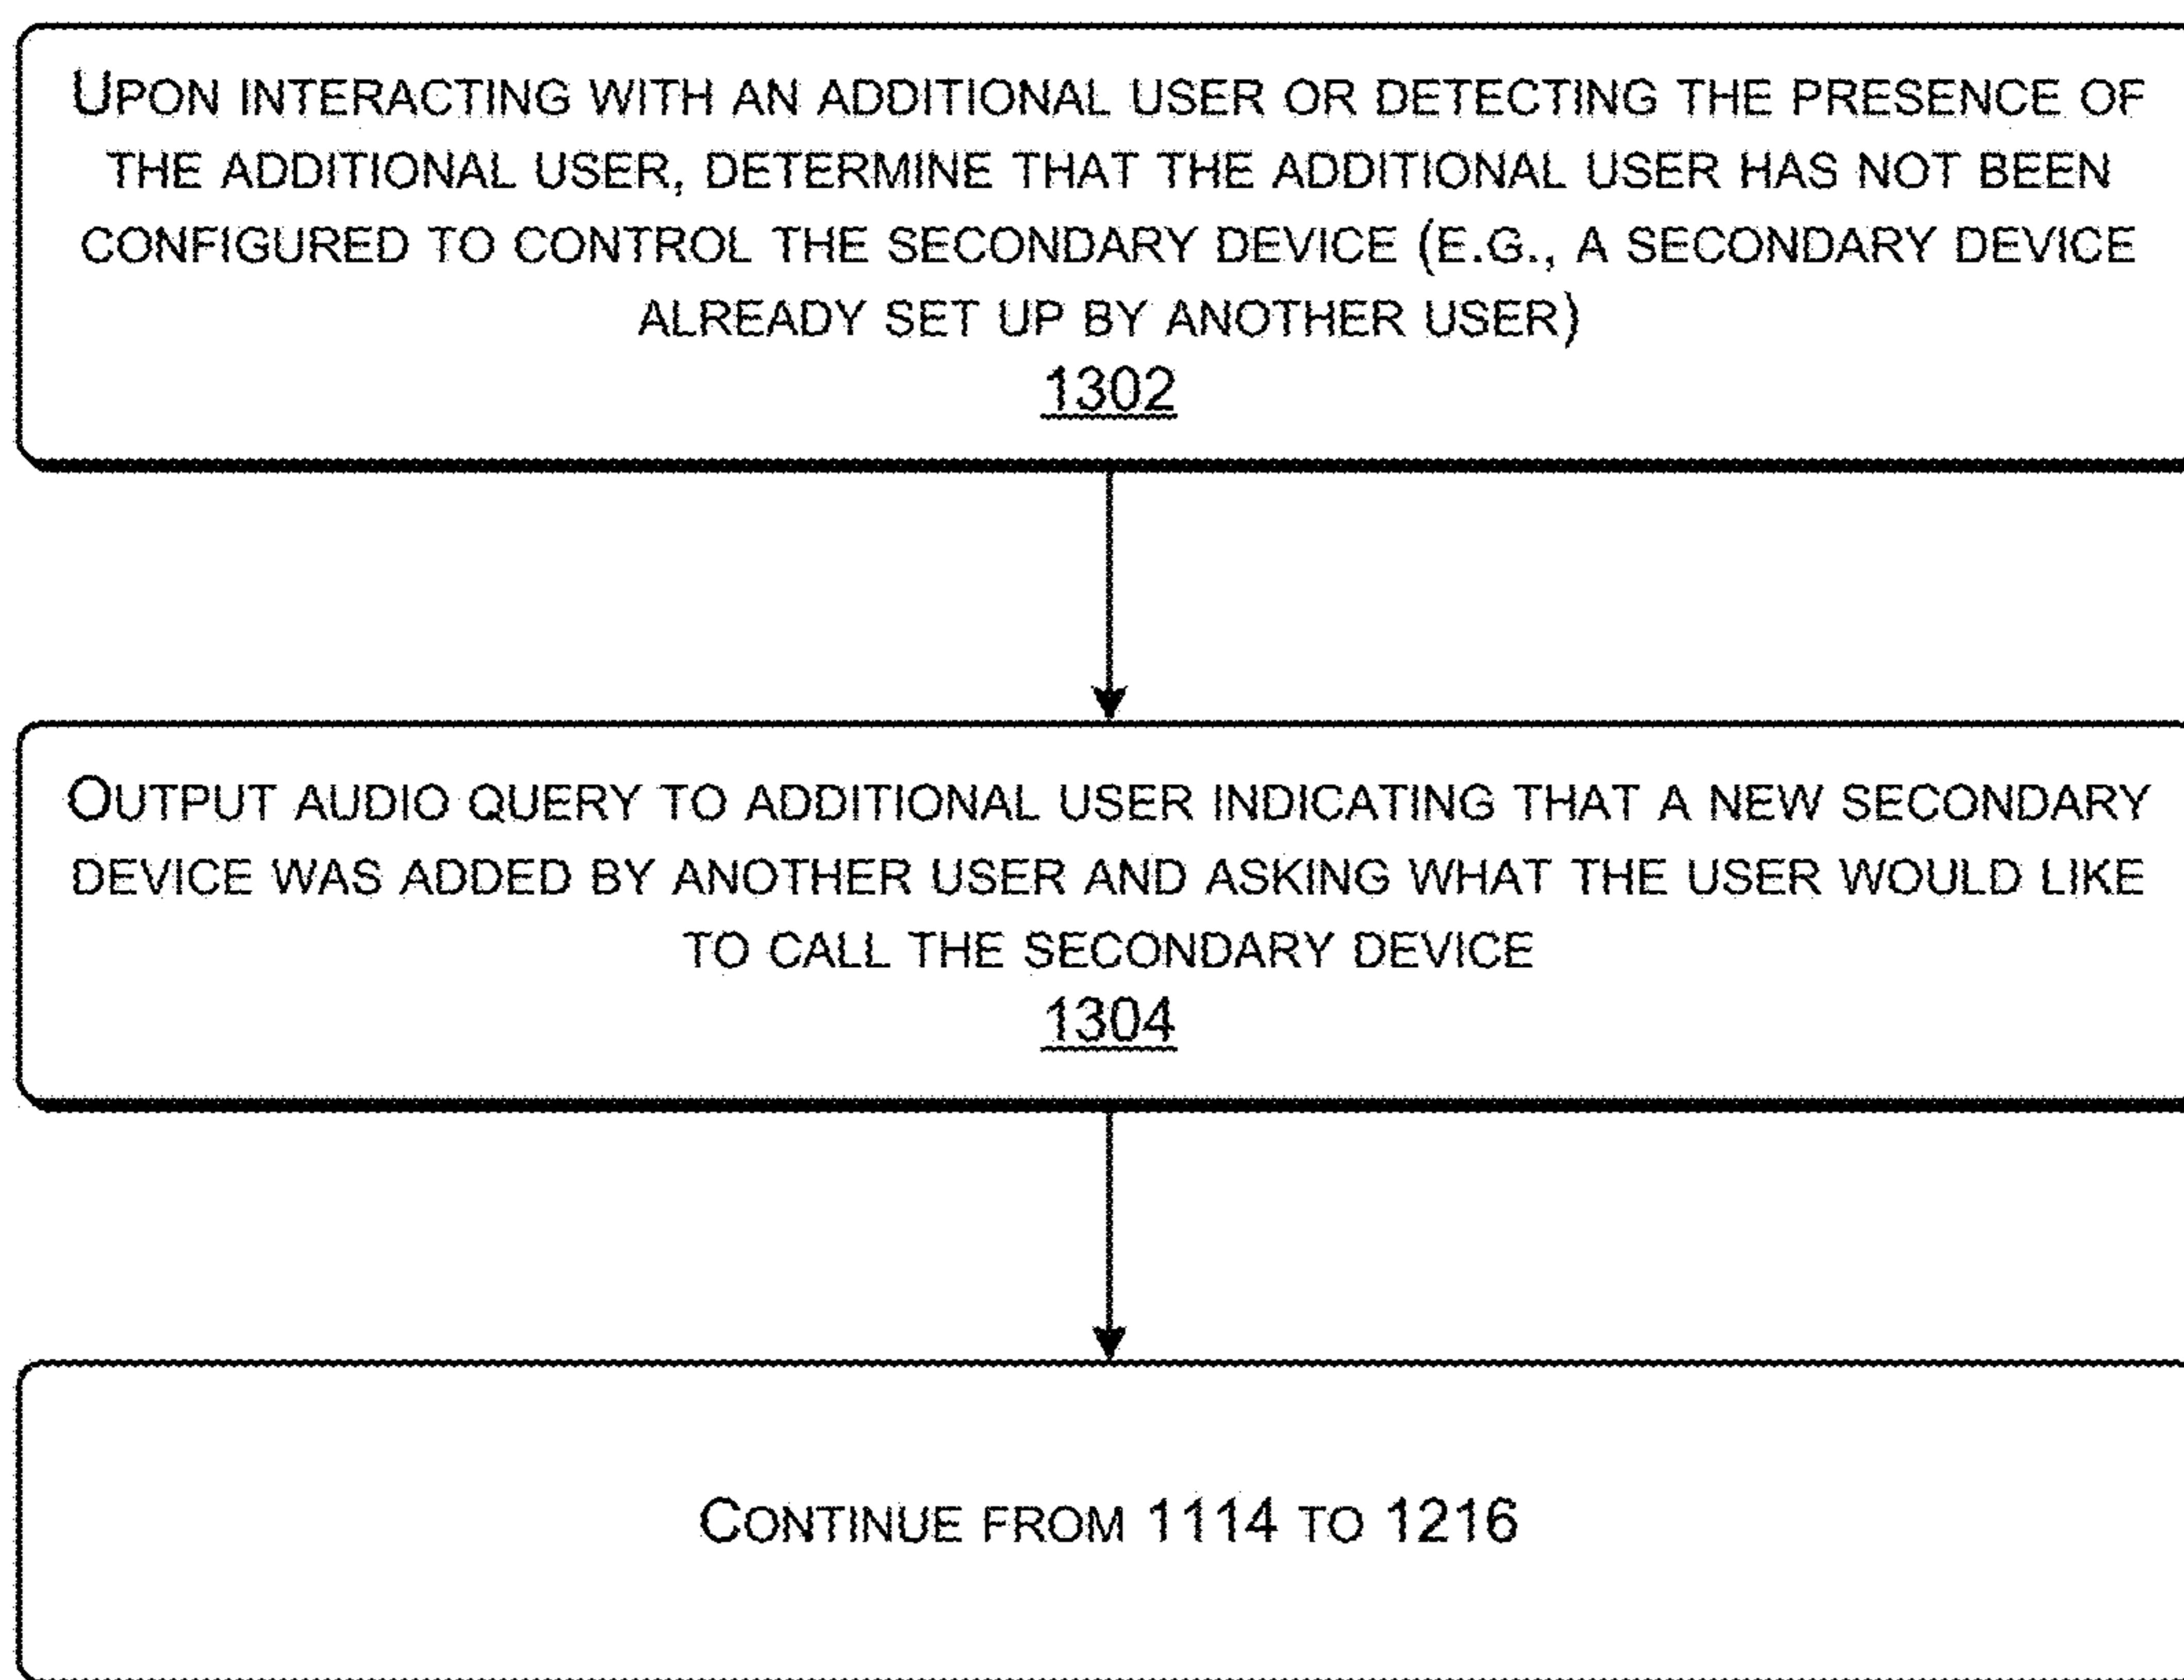 UPON INTERACTING WITH AN ADDITIONAL USER OR DETECTING THE PRESENCE OF
THE ADDITIONAL USER, DETERMINE THAT THE ADDITIONAL USER HAS NOT BEEN
CONFIGURED TO CONTROL THE SECONDARY DEVICE (E.G., A SECONDARY DEVICE
ALREADY SET UP BY ANOTHER USER)
1302
OUTPUT AUDIO QUERY TO ADDITIONAL USER INDICATING THAT A NEW SECONDARY
DEVICE WAS ADDED BY ANOTHER USER AND ASKING WHAT THE USER WOULD LIKE
TO CALL THE SECONDARY DEVICE
1304
CONTINUE FROM 1114 TO 1216